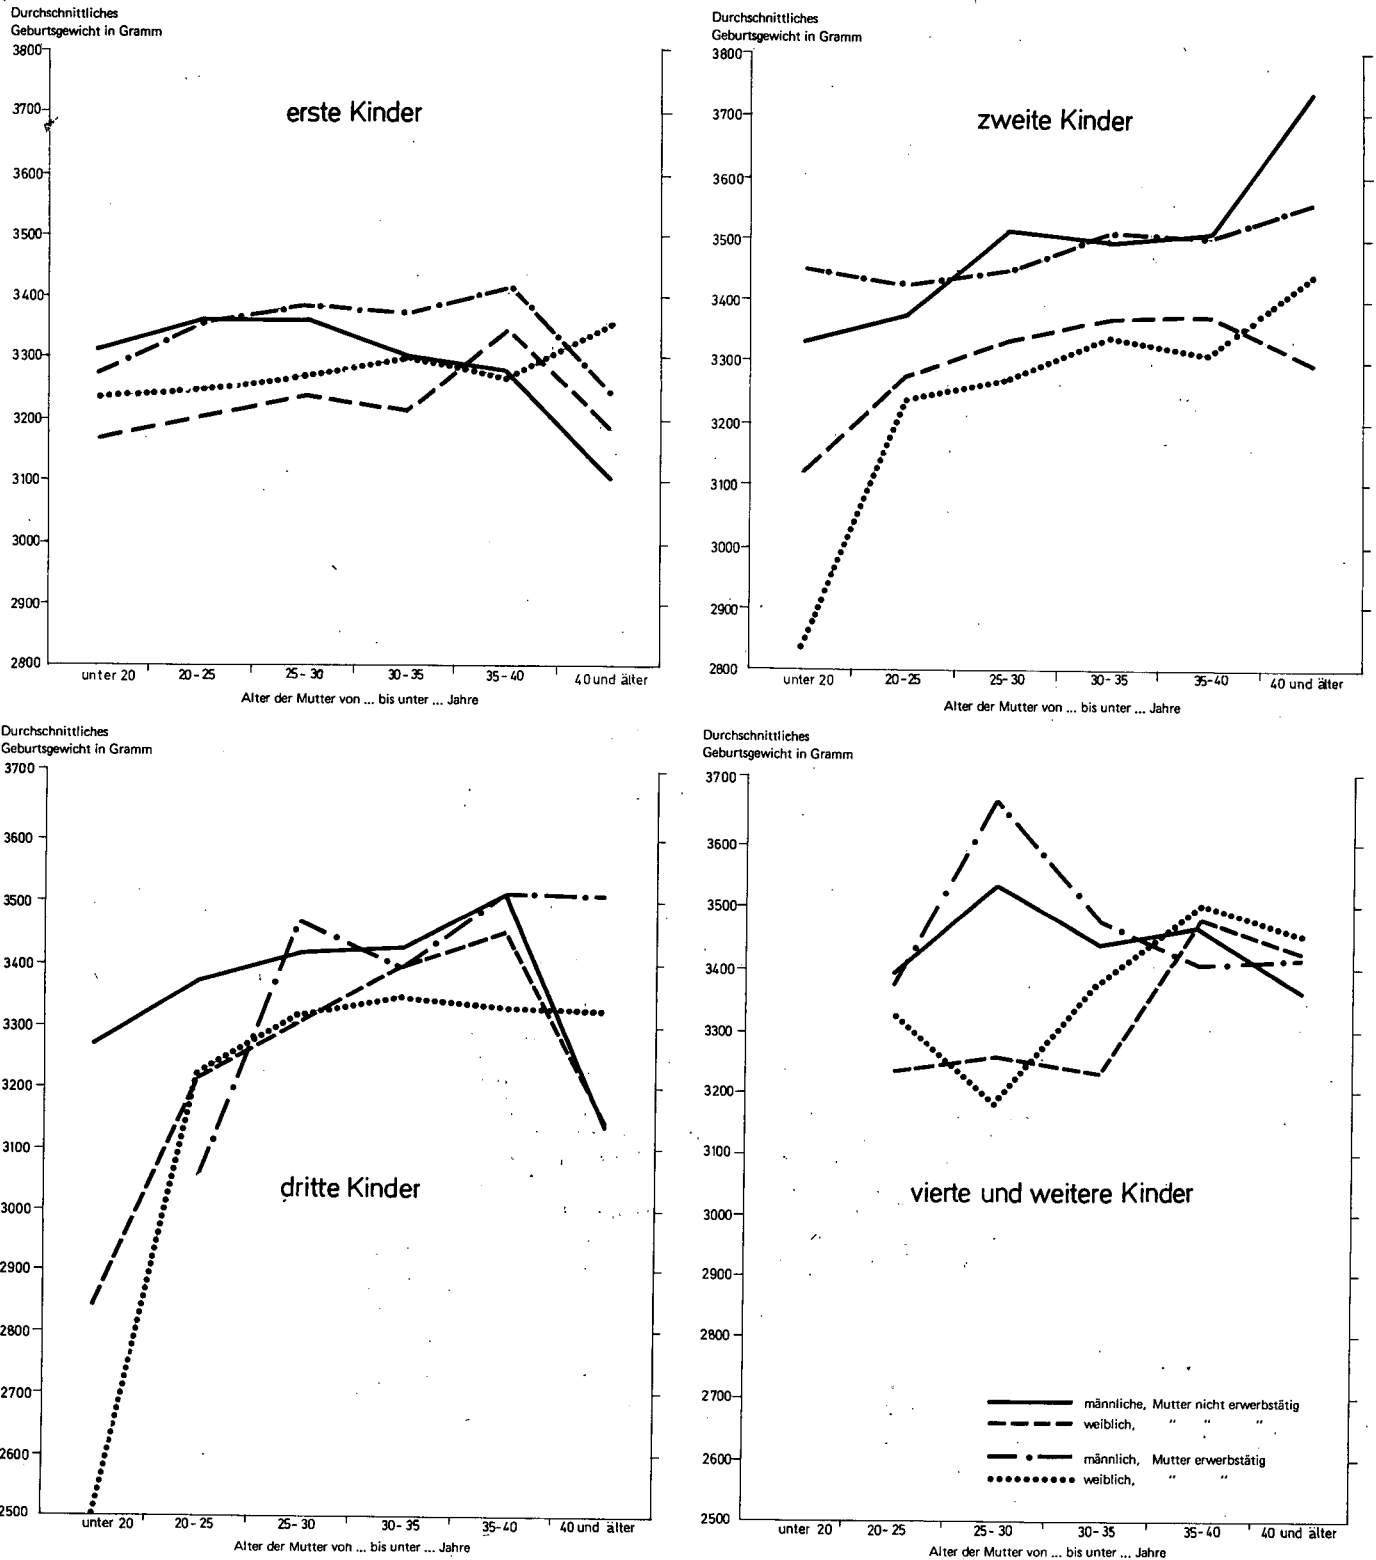 Durchschnittliches
Geburtsgewicht in Gramm
3800
3700
3600
3500
3400
3300
3200
3100
3000
2900
2800
erste Kinder
unter 20 20-25 25-30 30-35 35-40 40 und älter
Alter der Mutter von ... bis unter ... Jahre
Durchschnittliches
Geburtsgewicht in Gramm
3800
3700
3600
3500
3400
3300
3200
3100
3000
2900
2800
zweite Kinder
unter 20 20-25 25-30 30-35 35-40 40 und älter
Alter der Mutter von ... bis unter ... Jahre
Durchschnittliches
Geburtsgewicht in Gramm
3700
3600
3500
3400
3300
3200
3100
3000
2900
2800
2700
2600
2500
dritte Kinder
unter 20 20-25 25-30 30-35 35-40 40 und älter
Alter der Mutter von ... bis unter ... Jahre
Durchschnittliches
Geburtsgewicht in Gramm
3700
3600
3500
3400
3300
3200
3100
3000
2900
2800
2700
2600
2500
vierte und weitere Kinder
männliche, Mutter nicht erwerbstätig
weiblich, " " "
männlich, Mutter erwerbstätig
weiblich, " "
unter 20 20-25 25-30 30-35 35-40 40 und älter
Alter der Mutter von ... bis unter ... Jahre